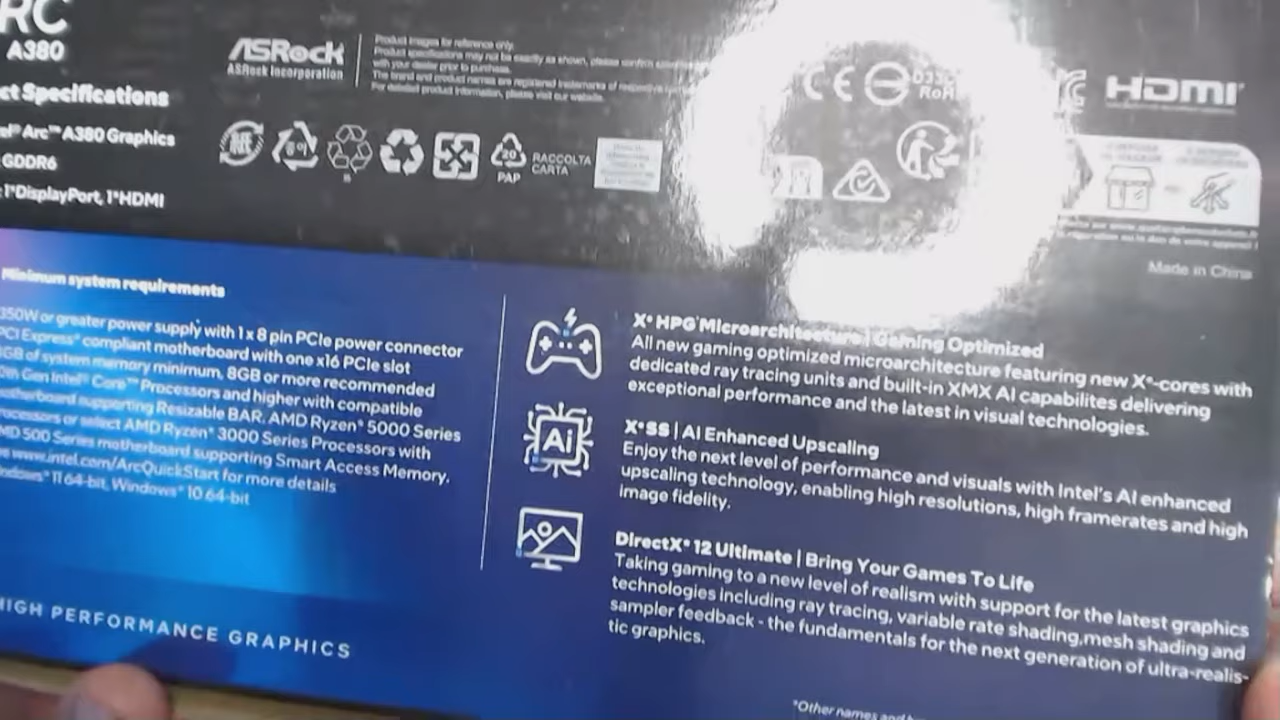 RC
A380
ASRock
ASRock Incorporation
Product images for reference only.
Product specifications may not be exactly as shown, please confirm
with your dealer prior to purchase.
The brand and product names are registered trademarks of respective
For detailed product information, please visit our website.
CE
RoH
HDMI
ct Specifications
el® Arc™ A380 Graphics
GDDR6
1*DisplayPort, 1*HDMI
20
PAP
RACCOLTA
CARTA
Made in China
Minimum system requirements
350W or greater power supply with 1 x 8 pin PCIe power connector
PCI Express® compliant motherboard with one x16 PCIe slot
GB of system memory minimum, 8GB or more recommended
0th Gen Intel® Core™ Processors and higher with compatible
otherboard supporting Resizable BAR, AMD Ryzen® 5000 Series
rocessors or select AMD Ryzen® 3000 Series Processors with
MD 500 Series motherboard supporting Smart Access Memory.
www.intel.com/ArcQuickStart for more details
indows® 11 64-bit, Windows® 10 64-bit
HIGH PERFORMANCE GRAPHICS
Xe HPG Microarchitecture | Gaming Optimized
All new gaming optimized microarchitecture featuring new Xe-cores with
dedicated ray tracing units and built-in XMX AI capabilites delivering
exceptional performance and the latest in visual technologies.
Ai
XeSS | AI Enhanced Upscaling
Enjoy the next level of performance and visuals with Intel's AI enhanced
upscaling technology, enabling high resolutions, high framerates and high
image fidelity.
DirectX® 12 Ultimate | Bring Your Games To Life
Taking gaming to a new level of realism with support for the latest graphics
technologies including ray tracing, variable rate shading,mesh shading and
sampler feedback - the fundamentals for the next generation of ultra-realis-
tic graphics.
*Other names and